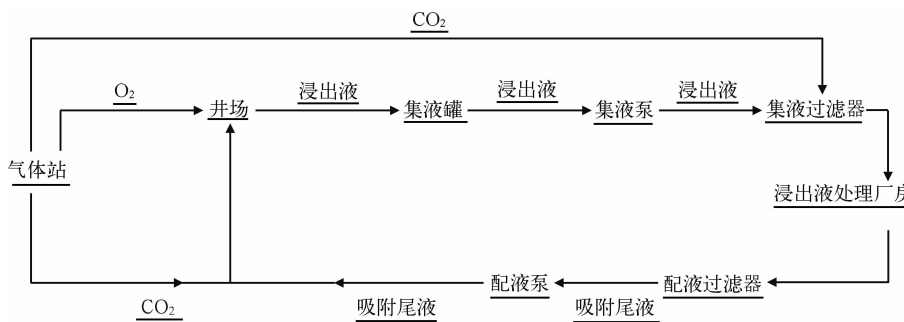 CO₂
O₂
浸出液
浸出液
浸出液
井场
集液罐
集液泵
集液过滤器
气体站
浸出液处理厂房
配液泵
配液过滤器
CO₂
吸附尾液
吸附尾液